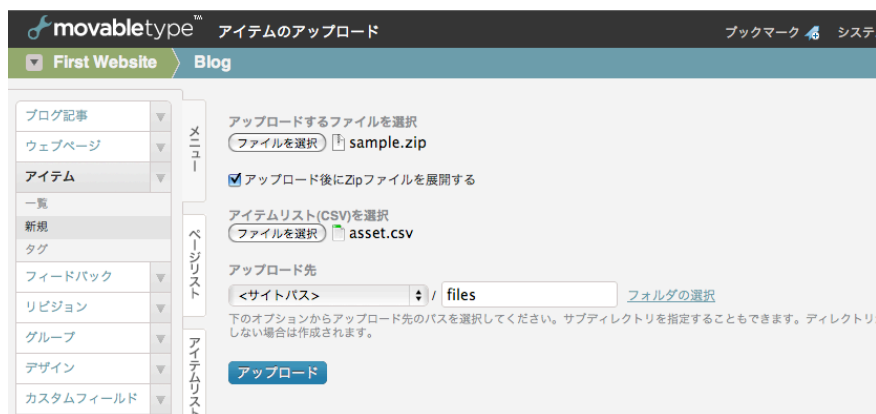 movabletype™ アイテムのアップロード ブックマーク システ
First Website Blog
ブログ記事
ウェブページ
アイテム
一覧
新規
タグ
フィードバック
リビジョン
グループ
デザイン
カスタムフィールド
メニュー
ページリスト
アイテムリスト
アップロードするファイルを選択
ファイルを選択 sample.zip
アップロード後にZipファイルを展開する
アイテムリスト(CSV)を選択
ファイルを選択 asset.csv
アップロード先
<サイトパス> / files フォルダの選択
下のオプションからアップロード先のパスを選択してください。サブディレクトリを指定することもできます。ディレクトリ
しない場合は作成されます。
アップロード